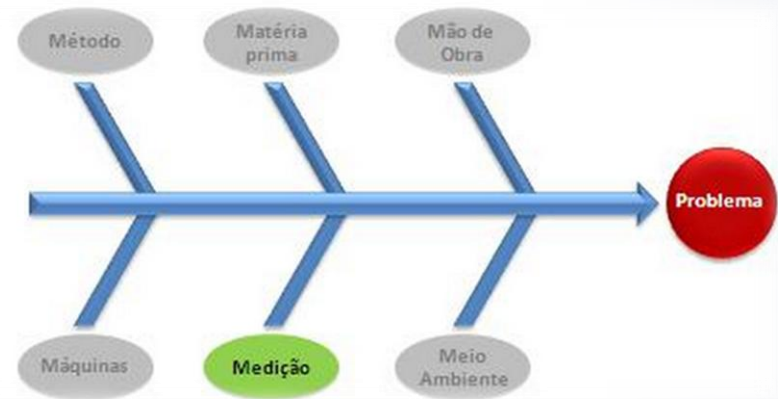 Método
Matéria
prima
Mão de
Obra
Problema
Máquinas
Medição
Meio
Ambiente